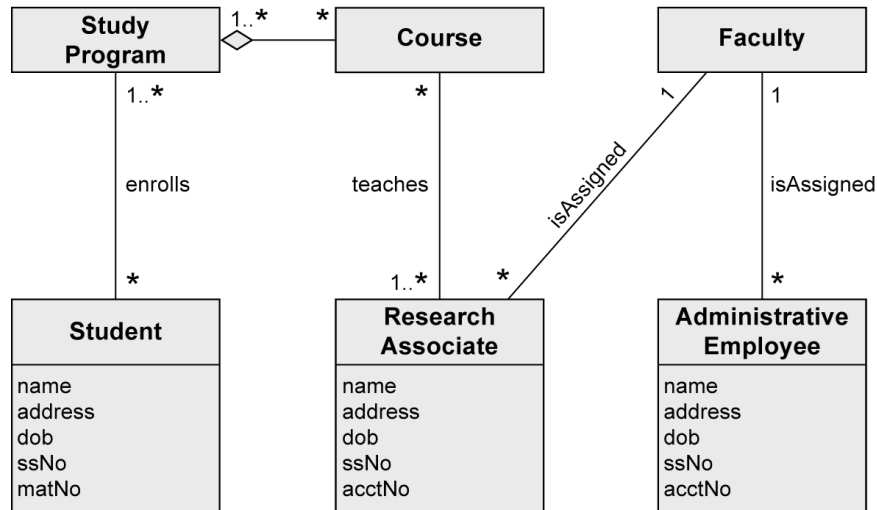 Study
Program
1..*
*
Course
Faculty
1..*
*
1
1
enrolls
teaches
isAssigned
isAssigned
*
1..*
*
*
Student
Research
Associate
Administrative
Employee
name
address
dob
ssNo
matNo
name
address
dob
ssNo
acctNo
name
address
dob
ssNo
acctNo